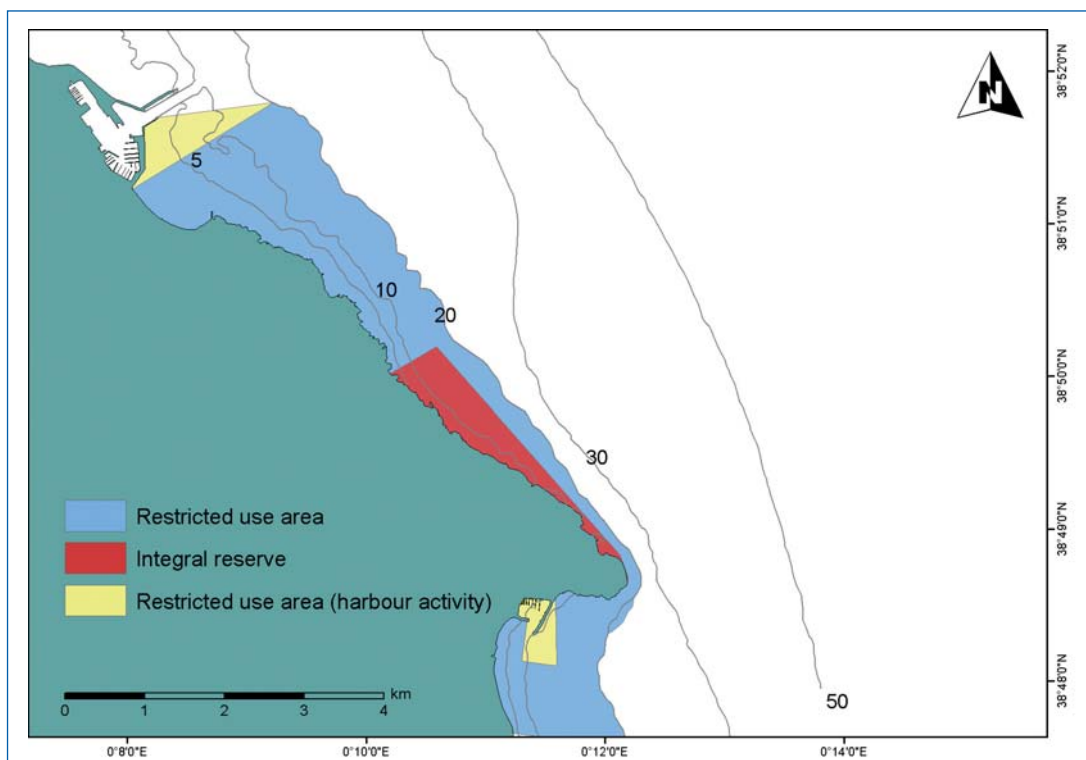 N
5
10
20
30
50
Restricted use area
Integral reserve
Restricted use area (harbour activity)
km
0 1 2 3 4
0°8'0"E 0°10'0"E 0°12'0"E 0°14'0"E
38°52'0"N
38°51'0"N
38°50'0"N
38°49'0"N
38°48'0"N